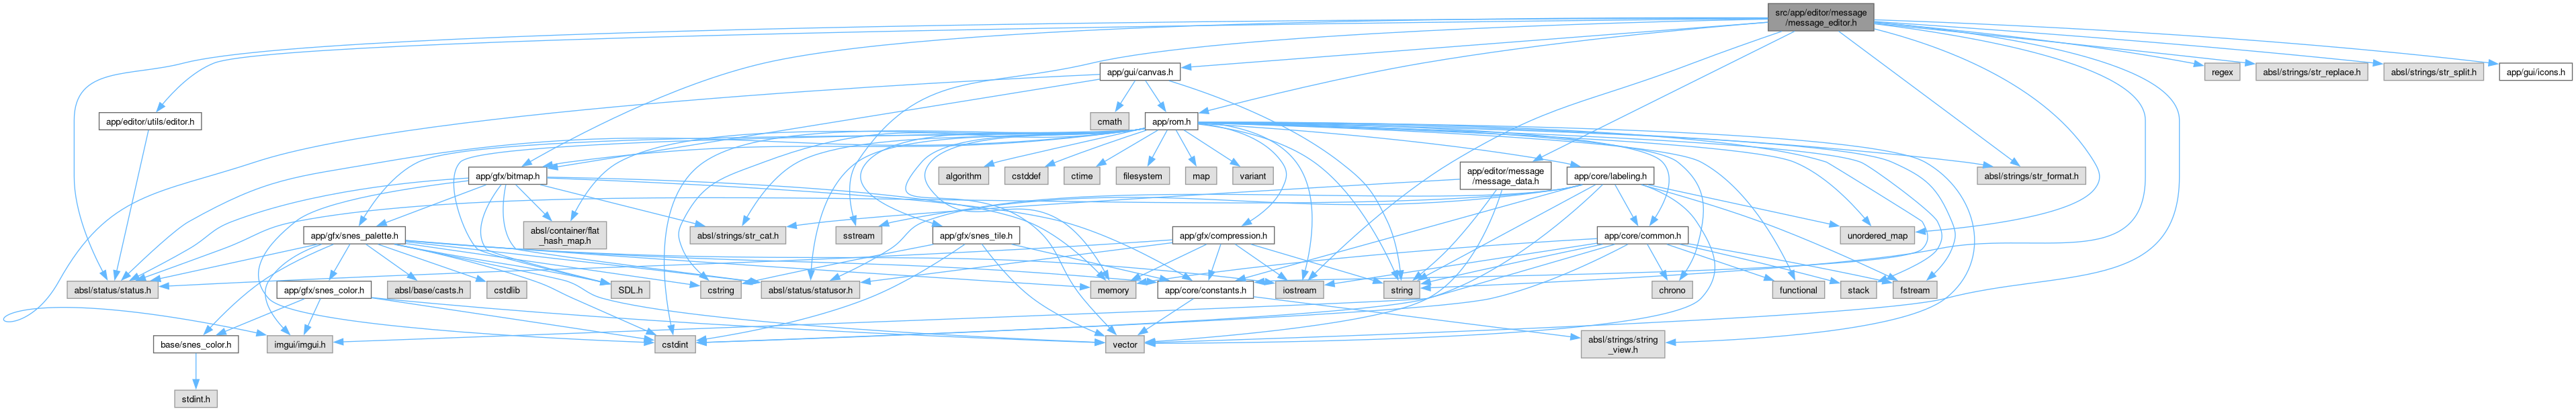 src/app/editor/message
/message_editor.h
app/gui/canvas.h
regex
absl/strings/str_replace.h
absl/strings/str_split.h
app/gui/icons.h
app/editor/utils/editor.h
cmath
app/rom.h
app/gfx/bitmap.h
algorithm
cstddef
ctime
filesystem
map
variant
app/editor/message
/message_data.h
app/core/labeling.h
absl/strings/str_format.h
app/gfx/snes_palette.h
absl/container/flat
_hash_map.h
absl/strings/str_cat.h
sstream
app/gfx/snes_tile.h
app/gfx/compression.h
app/core/common.h
unordered_map
absl/status/status.h
app/gfx/snes_color.h
absl/base/casts.h
cstdlib
SDL.h
cstring
absl/status/statusor.h
memory
app/core/constants.h
iostream
string
chrono
functional
stack
fstream
base/snes_color.h
imgui/imgui.h
cstdint
vector
absl/strings/string
_view.h
stdint.h